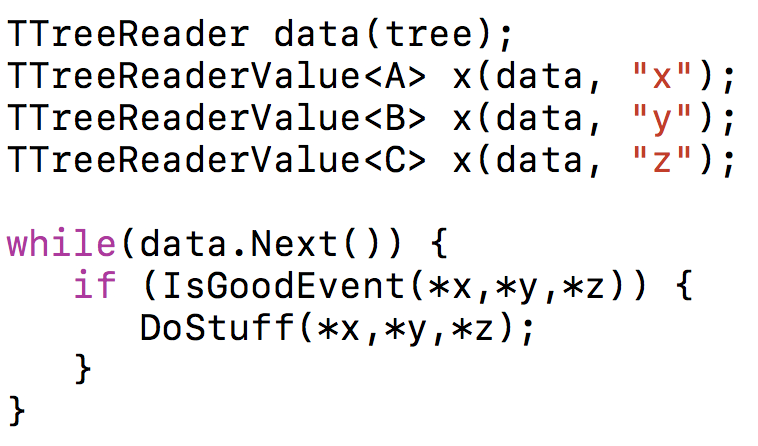 TTreeReader data(tree);
TTreeReaderValue<A> x(data, "x");
TTreeReaderValue<B> x(data, "y");
TTreeReaderValue<C> x(data, "z");

while(data.Next()) {
   if (IsGoodEvent(*x,*y,*z)) {
      DoStuff(*x,*y,*z);
   }
}